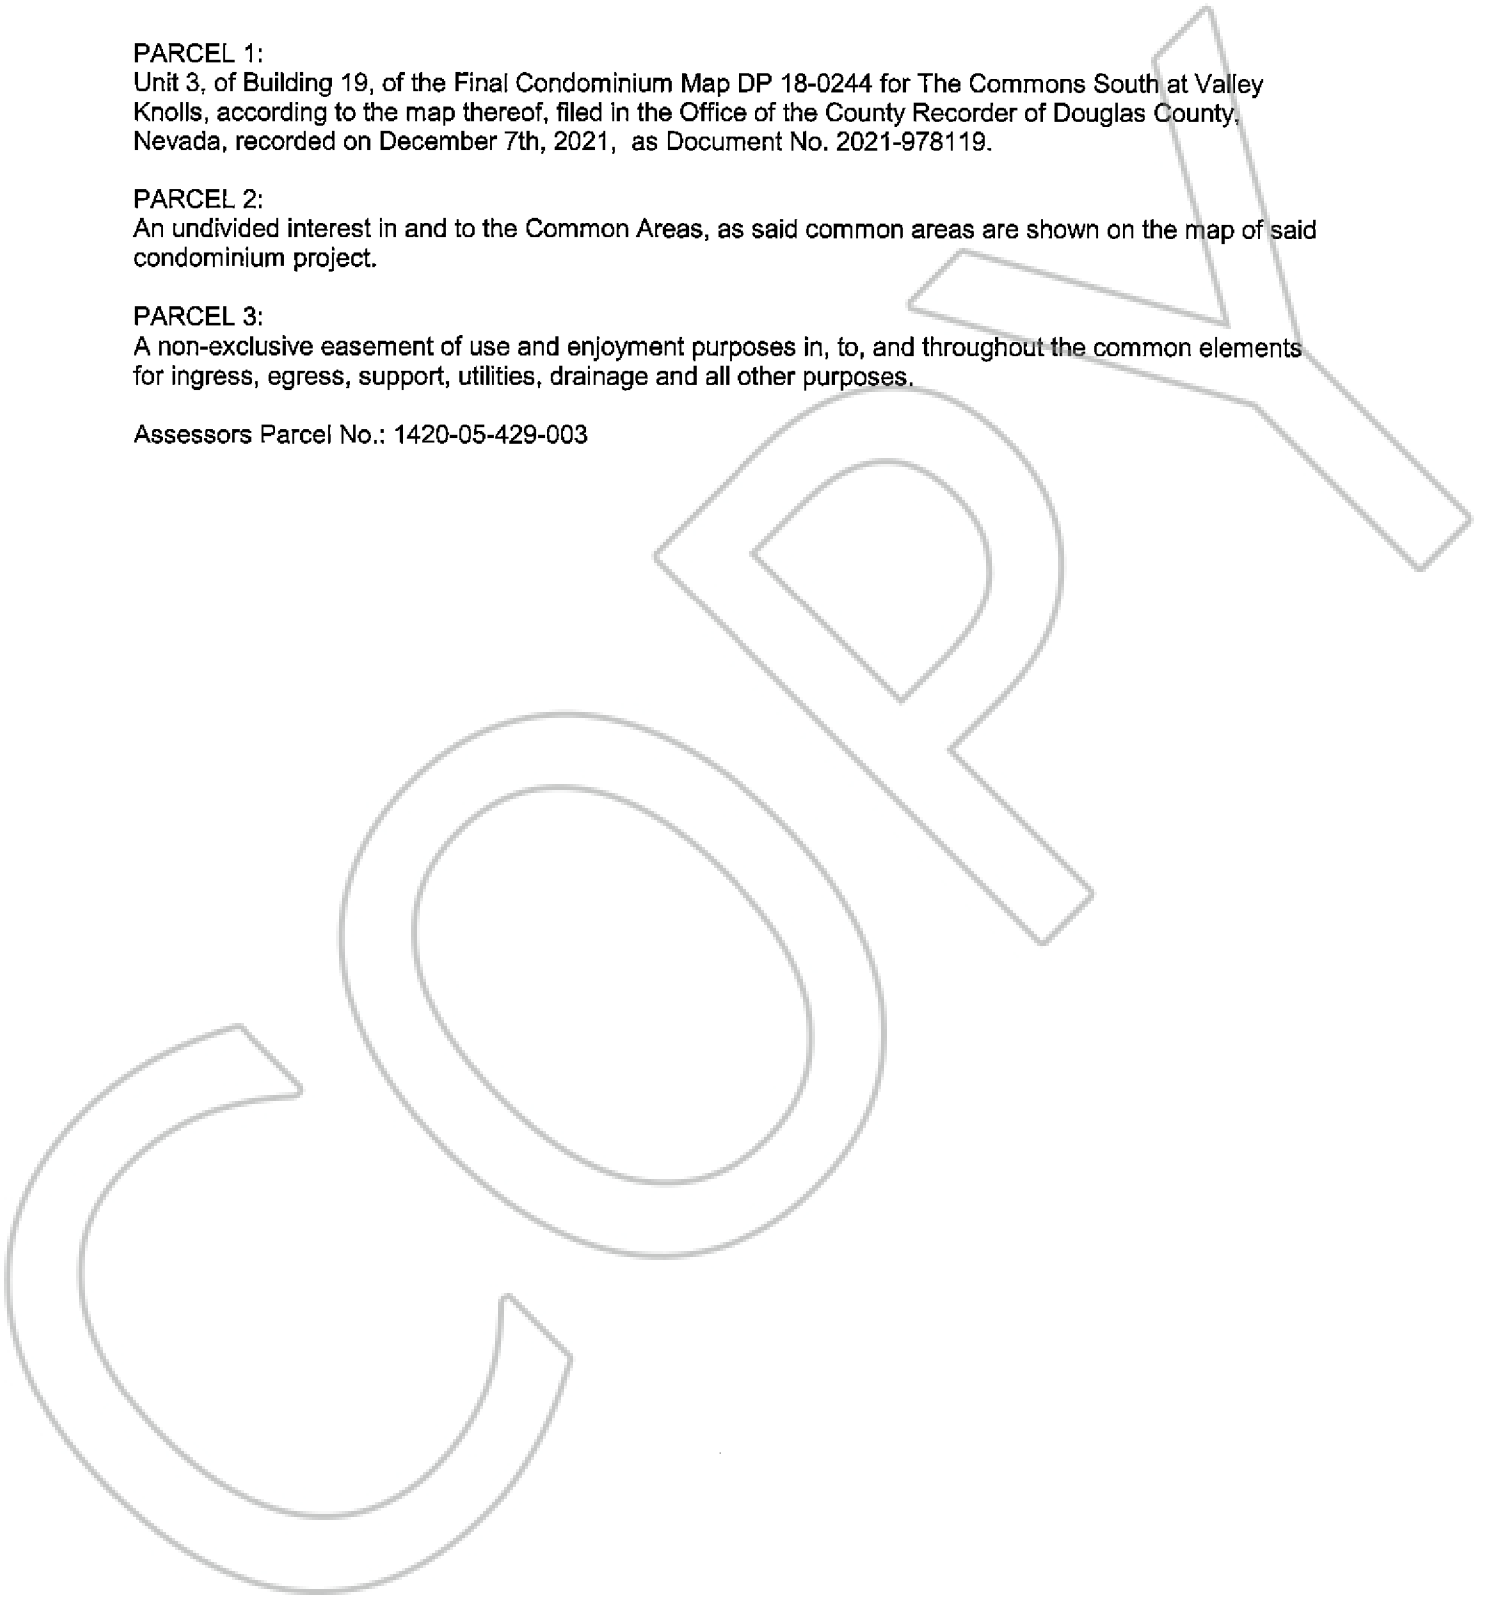 PARCEL 1:
Unit 3, of Building 19, of the Final Condominium Map DP 18-0244 for The Commons South at Valley
Knolls, according to the map thereof, filed in the Office of the County Recorder of Douglas County,
Nevada, recorded on December 7th, 2021,  as Document No. 2021-978119.
PARCEL 2:
An undivided interest in and to the Common Areas, as said common areas are shown on the map of said
condominium project.
PARCEL 3:
A non-exclusive easement of use and enjoyment purposes in, to, and throughout the common elements
for ingress, egress, support, utilities, drainage and all other purposes.
Assessors Parcel No.: 1420-05-429-003
COPY